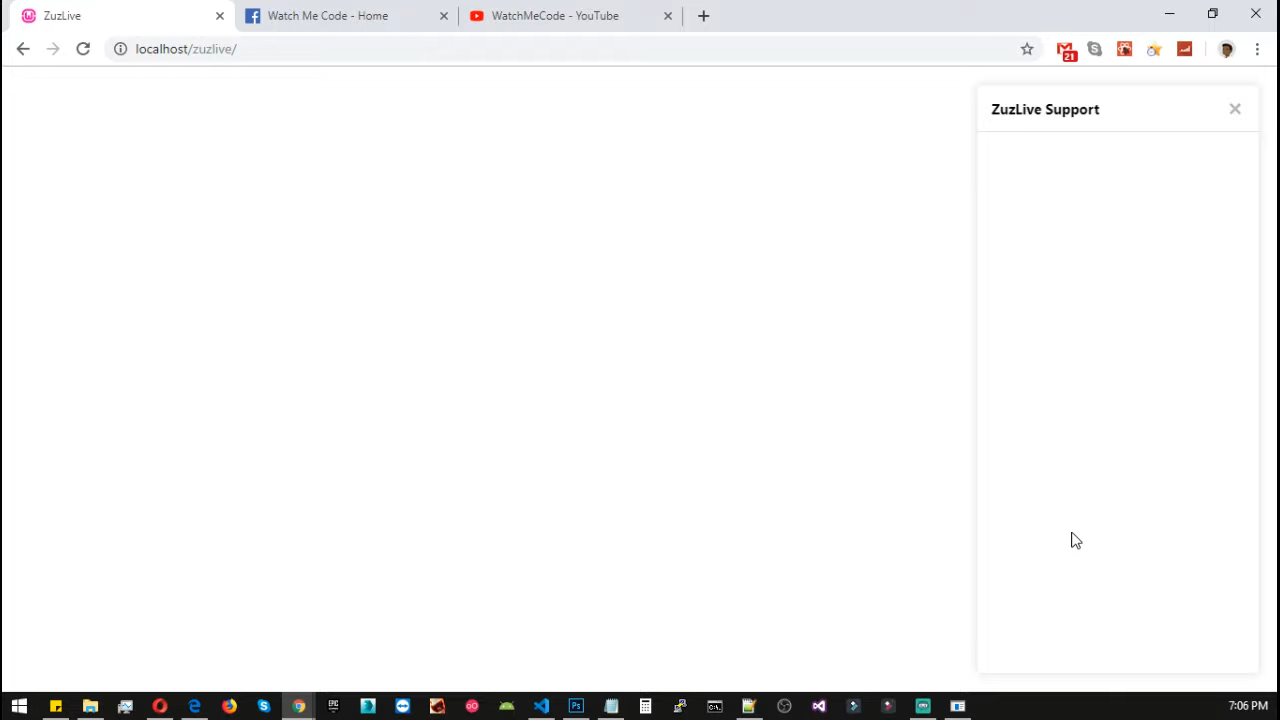 ZuzLive
Watch Me Code - Home
WatchMeCode - YouTube
localhost/zuzlive/
21
ZuzLive Support
7:06 PM